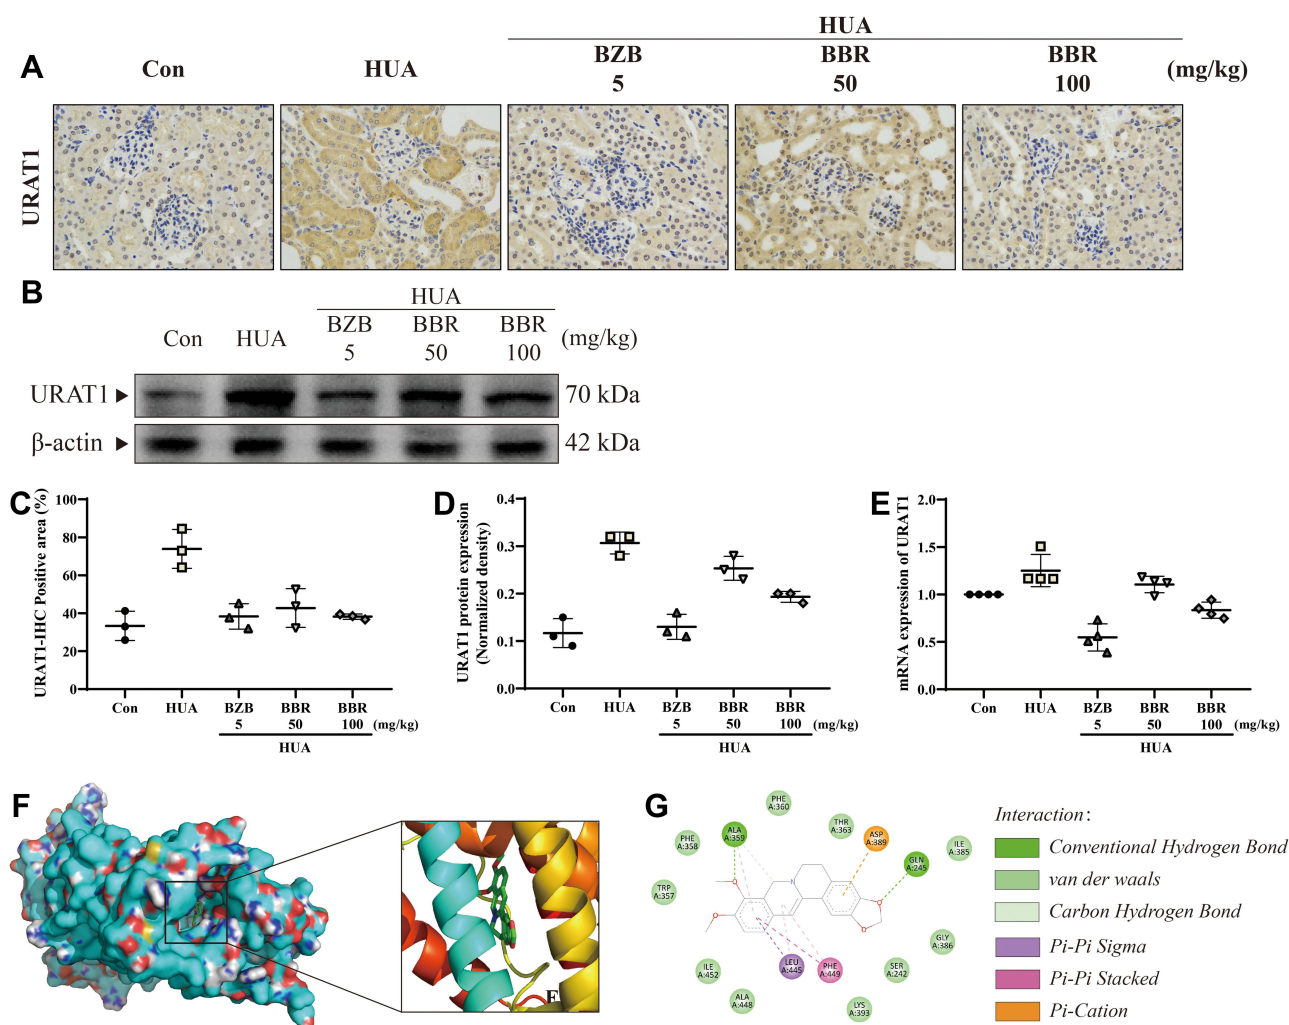 HUA
A Con HUA BZB BBR BBR (mg/kg)
5 50 100
URAT1
B
HUA
Con HUA BZB BBR BBR (mg/kg)
5 50 100
URAT1 70 kDa
β-actin 42 kDa
C
URAT1-IHC Positive area (%)
100
80
60
40
20
0
Con HUA BZB BBR BBR
5 50 100 (mg/kg)
HUA
D
URAT1 protein expression
(Normalized density)
0.4
0.3
0.2
0.1
0.0
Con HUA BZB BBR BBR
5 50 100 (mg/kg)
HUA
E
mRNA expression of URAT1
2.0
1.5
1.0
0.5
0.0
Con HUA BZB BBR BBR
5 50 100 (mg/kg)
HUA
F
E
G
PHE
A:360
THR
A:363
ASP
A:389
ALA
A:359
PHE
A:358
GLN
A:245
ILE
A:385
TRP
A:357
GLY
A:386
ILE
A:452
LEU
A:445
PHE
A:449
SER
A:242
ALA
A:448
LYS
A:393
Interaction:
Conventional Hydrogen Bond
van der waals
Carbon Hydrogen Bond
Pi-Pi Sigma
Pi-Pi Stacked
Pi-Cation